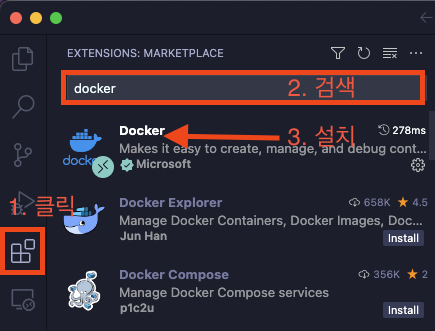 EXTENSIONS: MARKETPLACE
docker
2. 검색
Docker
278ms
3. 설치
Makes it easy to create, manage, and debug cont...
Microsoft
docker
1. 클릭
Docker Explorer
658K
4.5
Manage Docker Containers, Docker Images, Doc...
Jun Han
Install
Docker Compose
356K
2
Manage Docker Compose services
p1c2u
Install